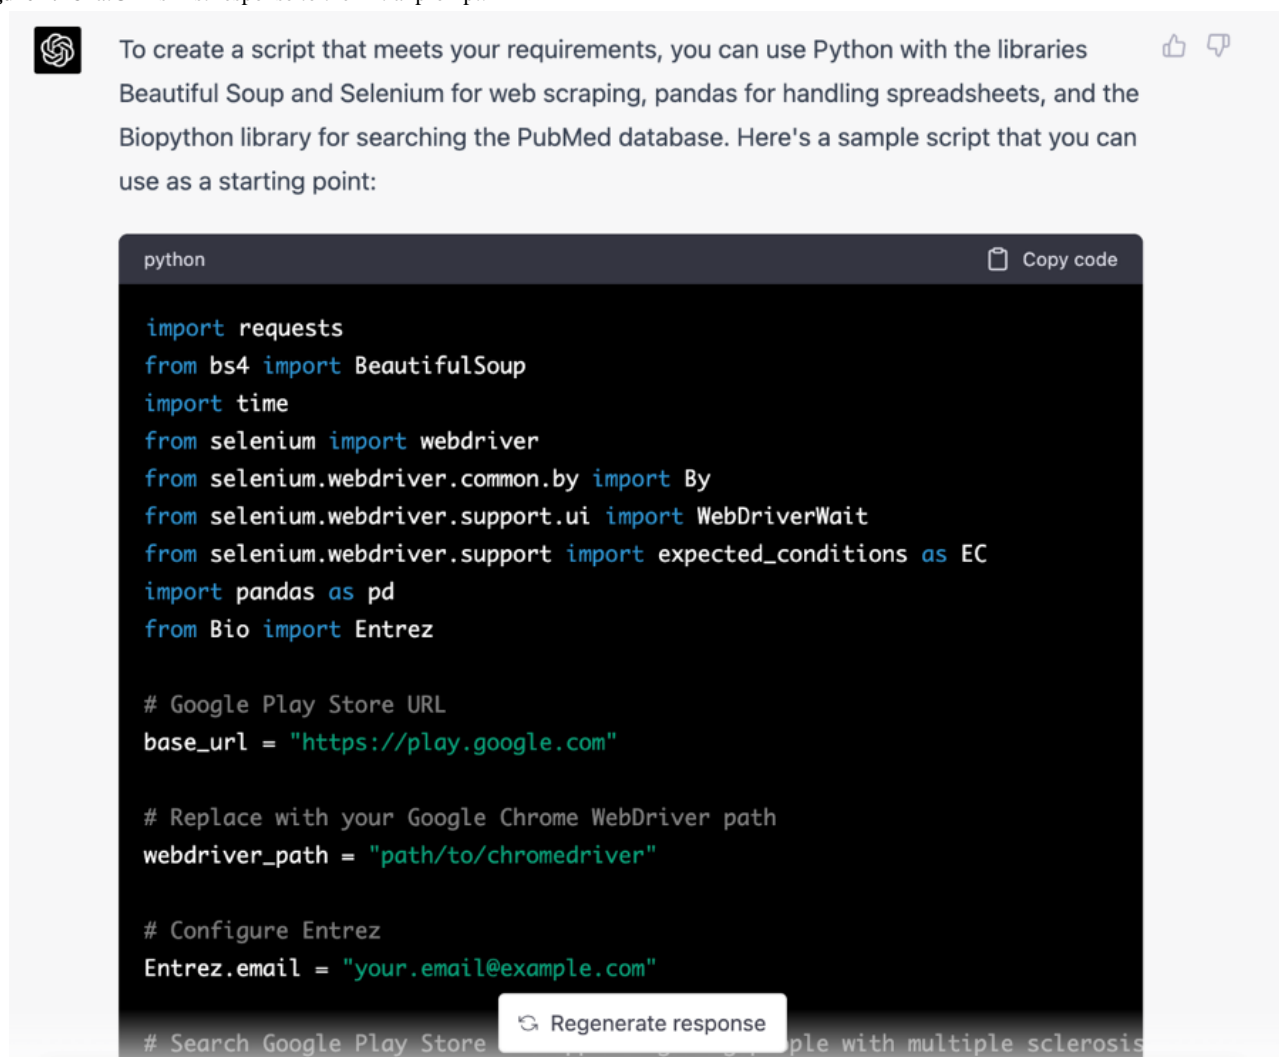 To create a script that meets your requirements, you can use Python with the libraries
Beautiful Soup and Selenium for web scraping, pandas for handling spreadsheets, and the
Biopython library for searching the PubMed database. Here's a sample script that you can
use as a starting point:
python Copy code
import requests
from bs4 import BeautifulSoup
import time
from selenium import webdriver
from selenium.webdriver.common.by import By
from selenium.webdriver.support.ui import WebDriverWait
from selenium.webdriver.support import expected_conditions as EC
import pandas as pd
from Bio import Entrez
# Google Play Store URL
base_url = "https://play.google.com"
# Replace with your Google Chrome WebDriver path
webdriver_path = "path/to/chromedriver"
# Configure Entrez
Entrez.email = "your.email@example.com"
Regenerate response
# Search Google Play Store with multiple sclerosis